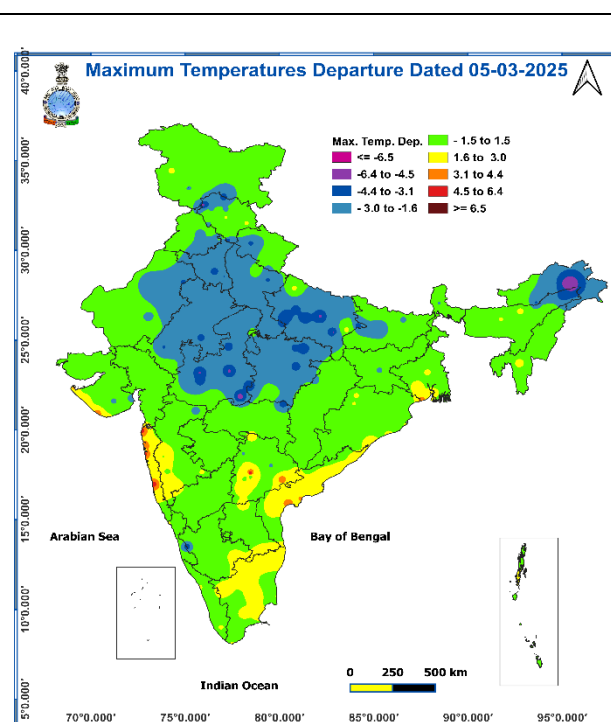 Maximum Temperatures Departure Dated 05-03-2025
40°0.000'
35°0.000'
30°0.000'
25°0.000'
20°0.000'
15°0.000'
10°0.000'
5°0.000'
Max. Temp. Dep.
<= -6.5
-6.4 to -4.5
-4.4 to -3.1
- 3.0 to -1.6
- 1.5 to 1.5
1.6 to 3.0
3.1 to 4.4
4.5 to 6.4
>= 6.5
Arabian Sea
Bay of Bengal
Indian Ocean
0 250 500 km
70°0.000' 75°0.000' 80°0.000' 85°0.000' 90°0.000' 95°0.000'